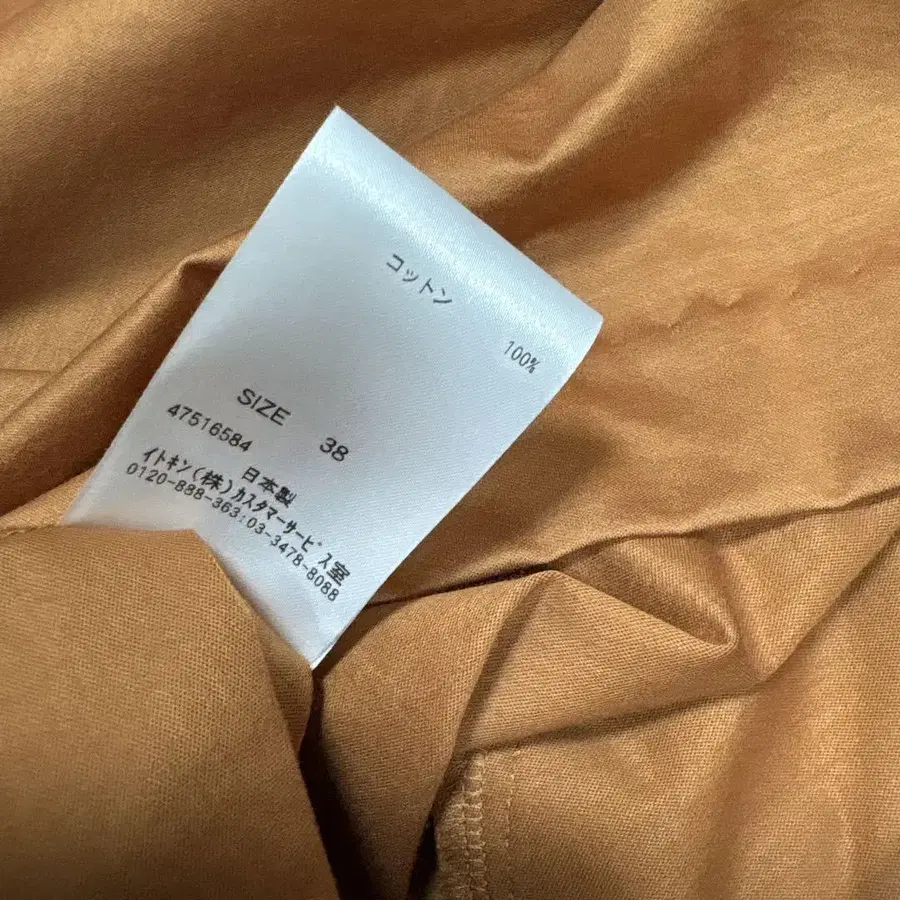 コットン
100%
SIZE 38
47516584
日本製
イトキン(株)カスタマーサービス室
0120-888-363:03-3478-8088